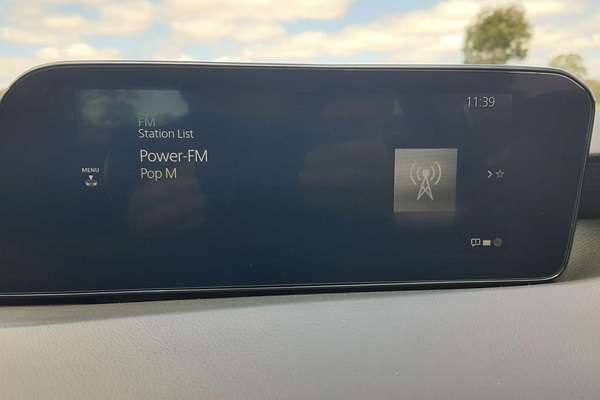 11:39
FM
Station List
Power-FM
Pop M
MENU